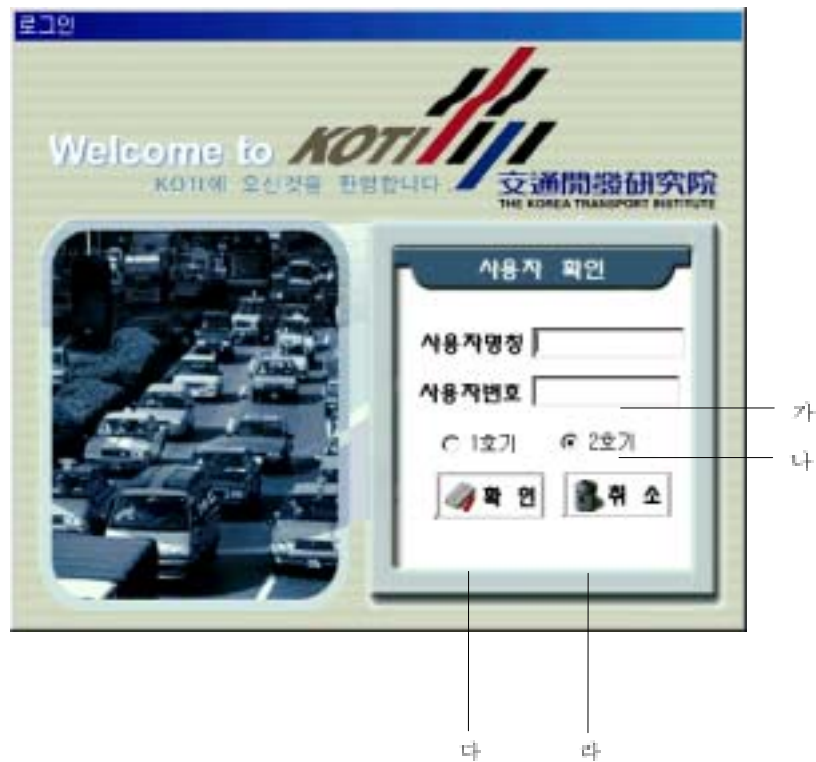 로그인
Welcome to KOTI
KOTI에 오신것을 환영합니다
交通開發硏究院
THE KOREA TRANSPORT INSTITUTE
사용자 확인
사용자명칭
사용자번호
가
1호기 2호기
나
확 인 취 소
다 라